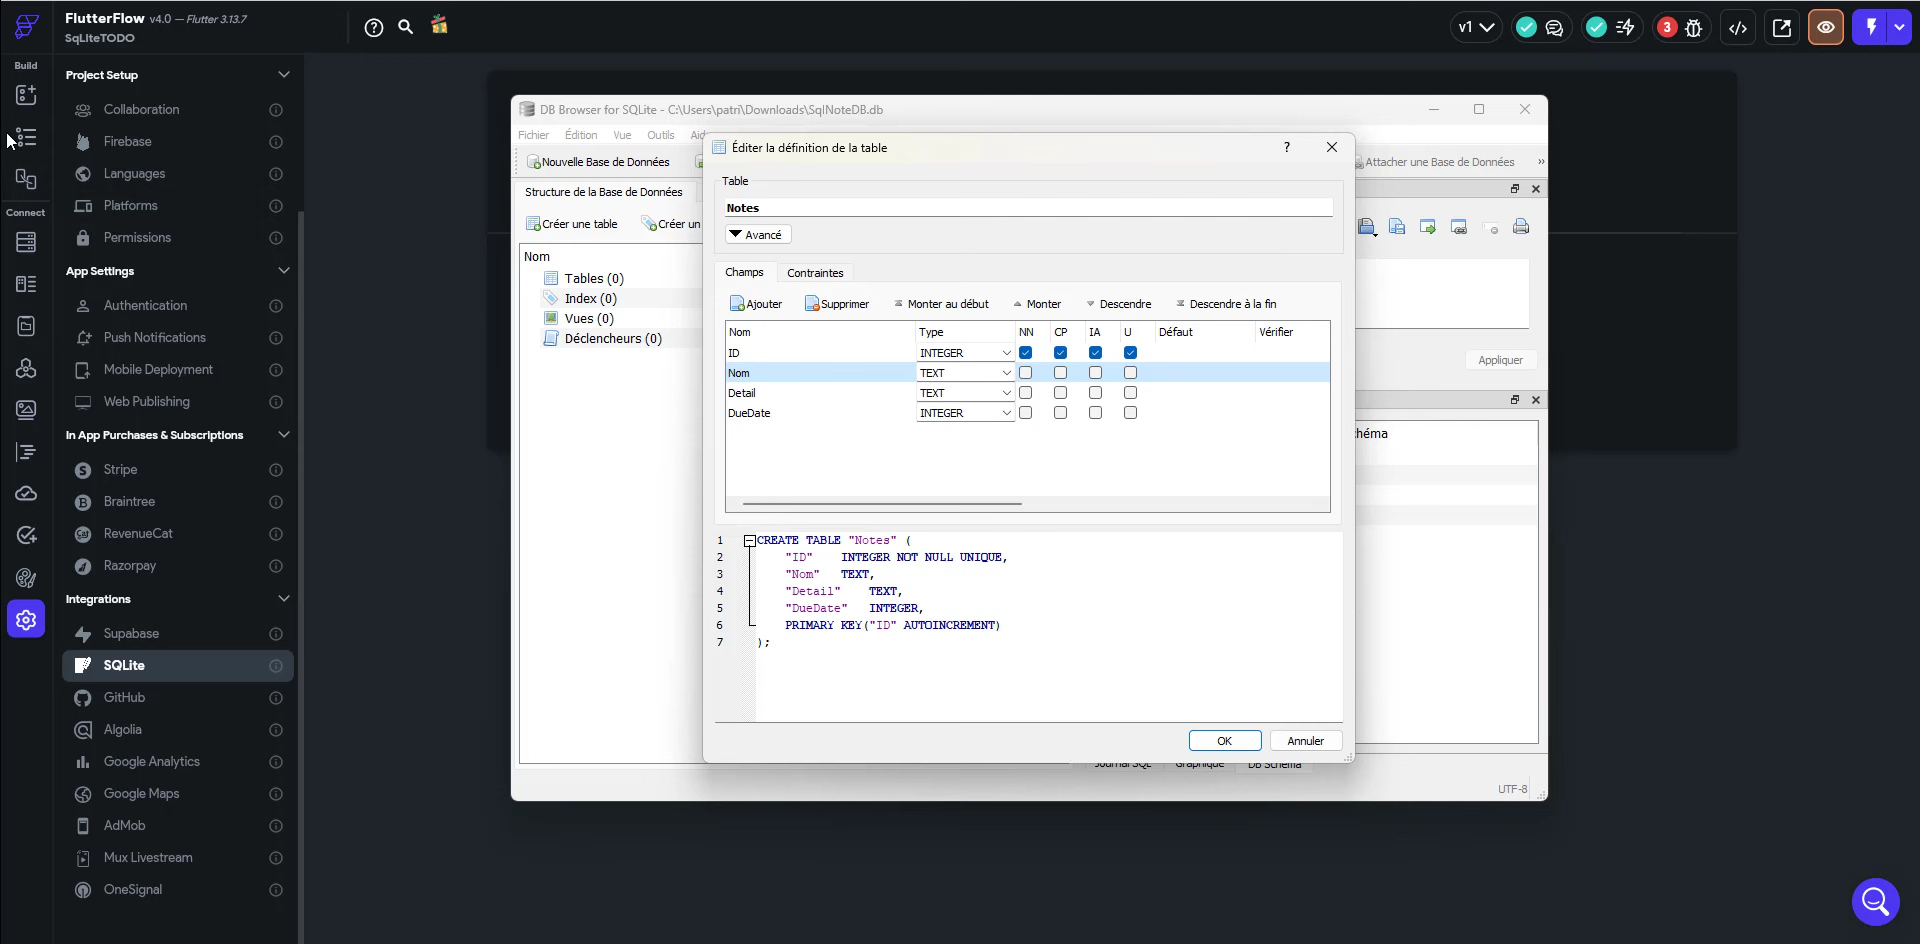 FlutterFlow v4.0 — Flutter 3.13.7
SqLiteTODO
v1
3
Build
Connect
Project Setup
Collaboration
Firebase
Languages
Platforms
Permissions
App Settings
Authentication
Push Notifications
Mobile Deployment
Web Publishing
In App Purchases & Subscriptions
Stripe
Braintree
RevenueCat
Razorpay
Integrations
Supabase
SQLite
GitHub
Algolia
Google Analytics
Google Maps
AdMob
Mux Livestream
OneSignal
DB Browser for SQLite - C:\Users\patri\Downloads\SqlNoteDB.db
Fichier Édition Vue Outils Aid
Nouvelle Base de Données
Attacher une Base de Données »
Structure de la Base de Données
Créer une table Créer un
Nom
Tables (0)
Index (0)
Vues (0)
Déclencheurs (0)
Appliquer
héma
Journal SQL Graphique DB Schema
UTF-8
Éditer la définition de la table ?
Table
Notes
Avancé
Champs Contraintes
Ajouter Supprimer Monter au début Monter Descendre Descendre à la fin
Nom Type NN CP IA U Défaut Vérifier
ID INTEGER
Nom TEXT
Detail TEXT
DueDate INTEGER
1 CREATE TABLE "Notes" (
2 "ID" INTEGER NOT NULL UNIQUE,
3 "Nom" TEXT,
4 "Detail" TEXT,
5 "DueDate" INTEGER,
6 PRIMARY KEY("ID" AUTOINCREMENT)
7 );
OK Annuler